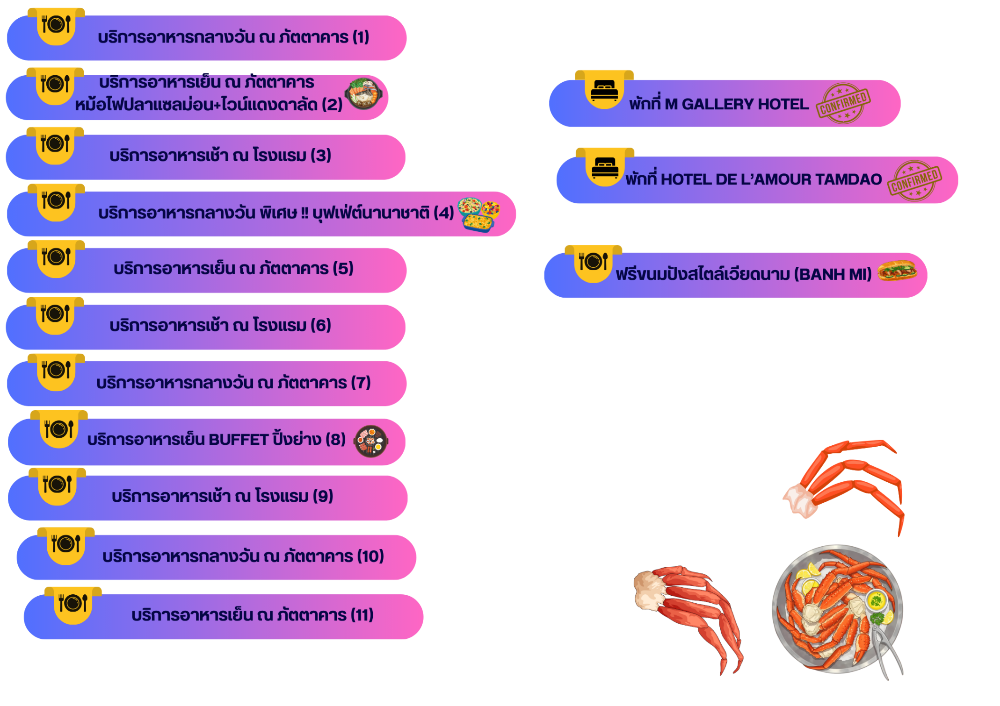 บริการอาหารกลางวัน ณ ภัตตาคาร (1)
บริการอาหารเย็น ณ ภัตตาคาร
หม้อไฟปลาแซลม่อน+ไวน์แดงดาลัด (2)
บริการอาหารเช้า ณ โรงแรม (3)
บริการอาหารกลางวัน พิเศษ !! บุฟเฟ่ต์นานาชาติ (4)
บริการอาหารเย็น ณ ภัตตาคาร (5)
บริการอาหารเช้า ณ โรงแรม (6)
บริการอาหารกลางวัน ณ ภัตตาคาร (7)
บริการอาหารเย็น BUFFET ปิ้งย่าง (8)
บริการอาหารเช้า ณ โรงแรม (9)
บริการอาหารกลางวัน ณ ภัตตาคาร (10)
บริการอาหารเย็น ณ ภัตตาคาร (11)
พักที่ M GALLERY HOTEL
CONFIRMED
พักที่ HOTEL DE L’AMOUR TAMDAO
CONFIRMED
ฟรีขนมปังสไตล์เวียดนาม (BANH MI)